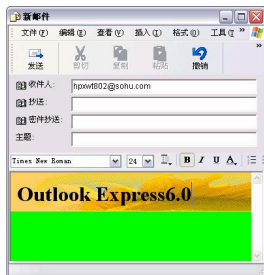 新邮件
文件(F) 编辑(E) 查看(V) 插入(I) 格式(O) 工具(T »
发送 剪切 复制 粘贴 撤销 »
收件人: hpxwt802@sohu.com
抄送:
密件抄送:
主题:
Times New Roman 24 B I U A
Outlook Express6.0